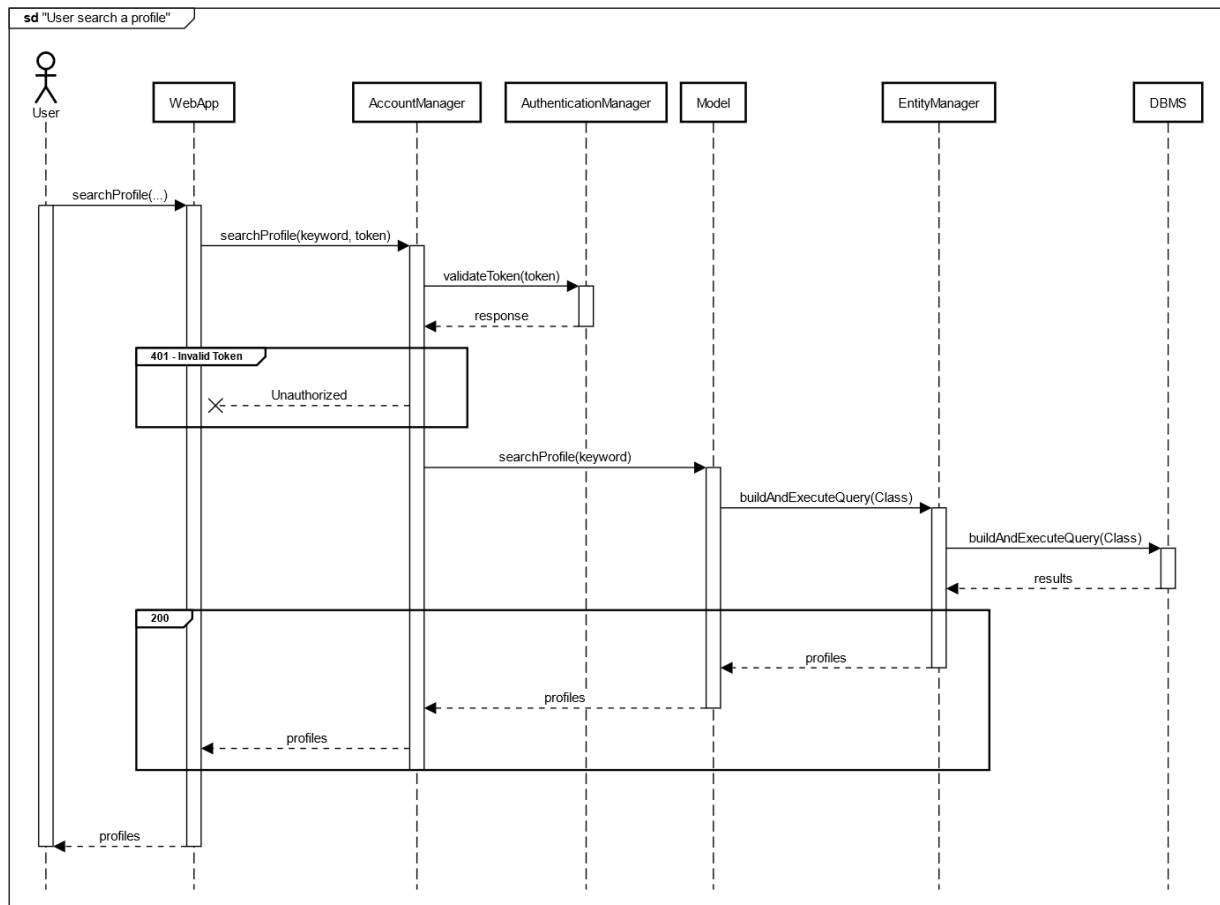 sd "User search a profile"
User
WebApp
AccountManager
AuthenticationManager
Model
EntityManager
DBMS
searchProfile(...)
searchProfile(keyword, token)
validateToken(token)
response
401 - Invalid Token
Unauthorized
searchProfile(keyword)
buildAndExecuteQuery(Class)
buildAndExecuteQuery(Class)
results
200
profiles
profiles
profiles
profiles